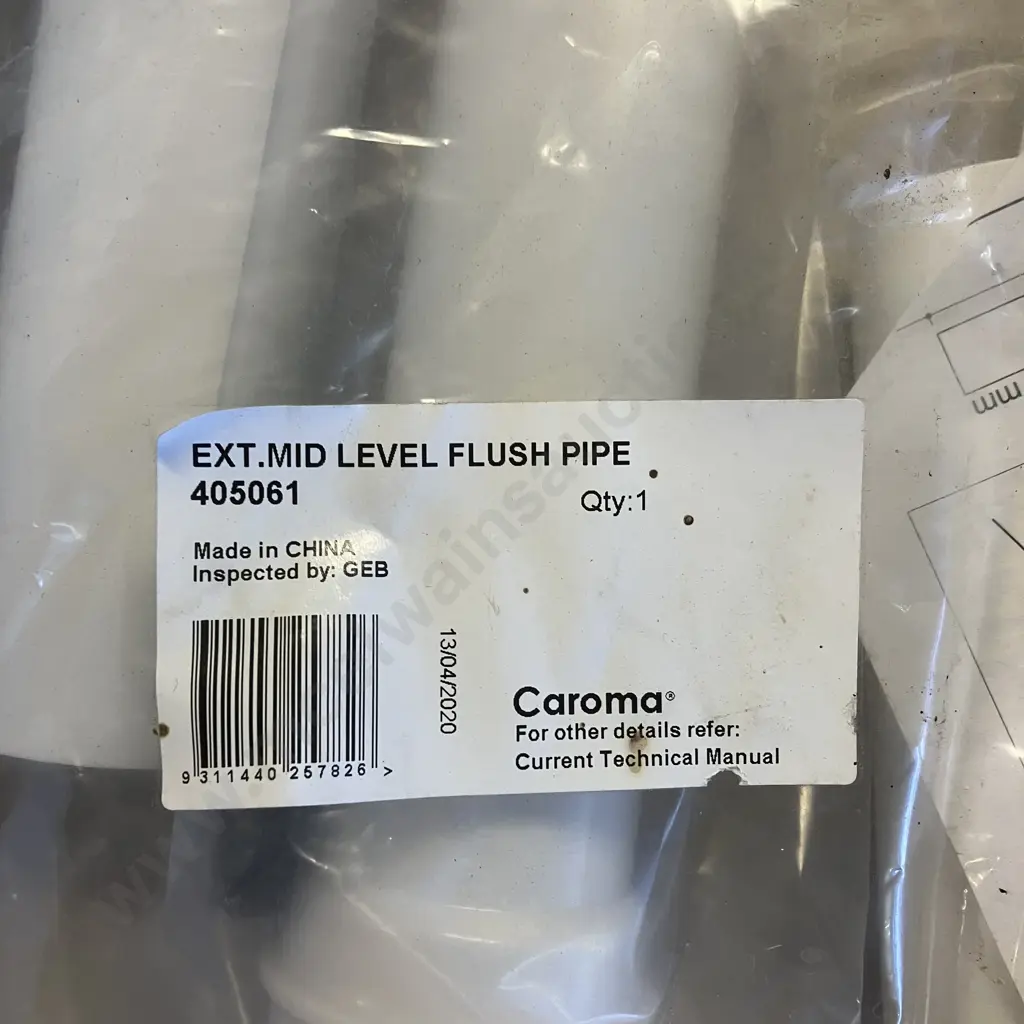 EXT.MID LEVEL FLUSH PIPE
405061
Qty:1
Made in CHINA
Inspected by: GEB
13/04/2020
9 311440 257826 >
Caroma®
For other details refer:
Current Technical Manual
mm